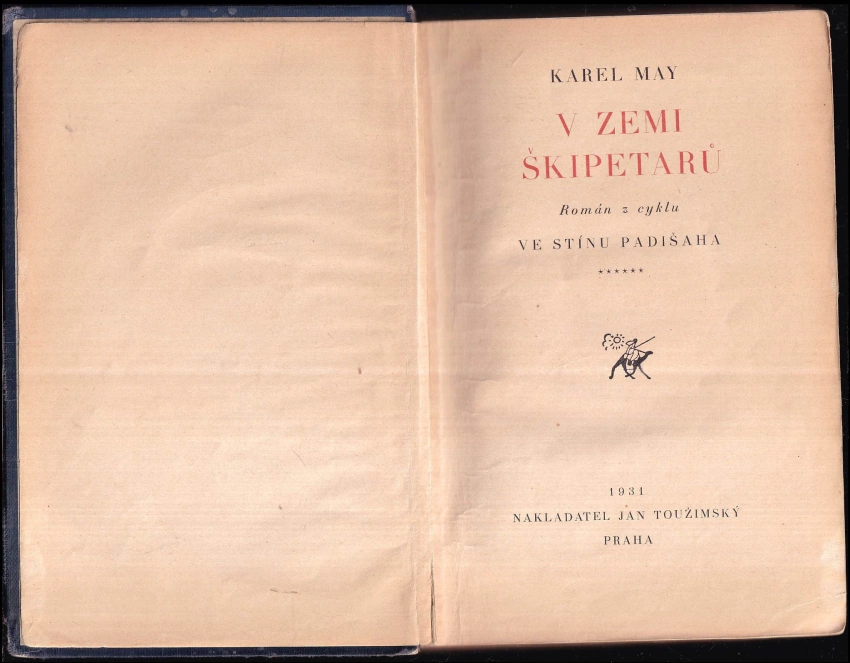 KAREL MAY
V ZEMI
ŠKIPETARŮ
Román z cyklu
VE STÍNU PADIŠAHA
******
1931
NAKLADATEL JAN TOUŽIMSKÝ
PRAHA